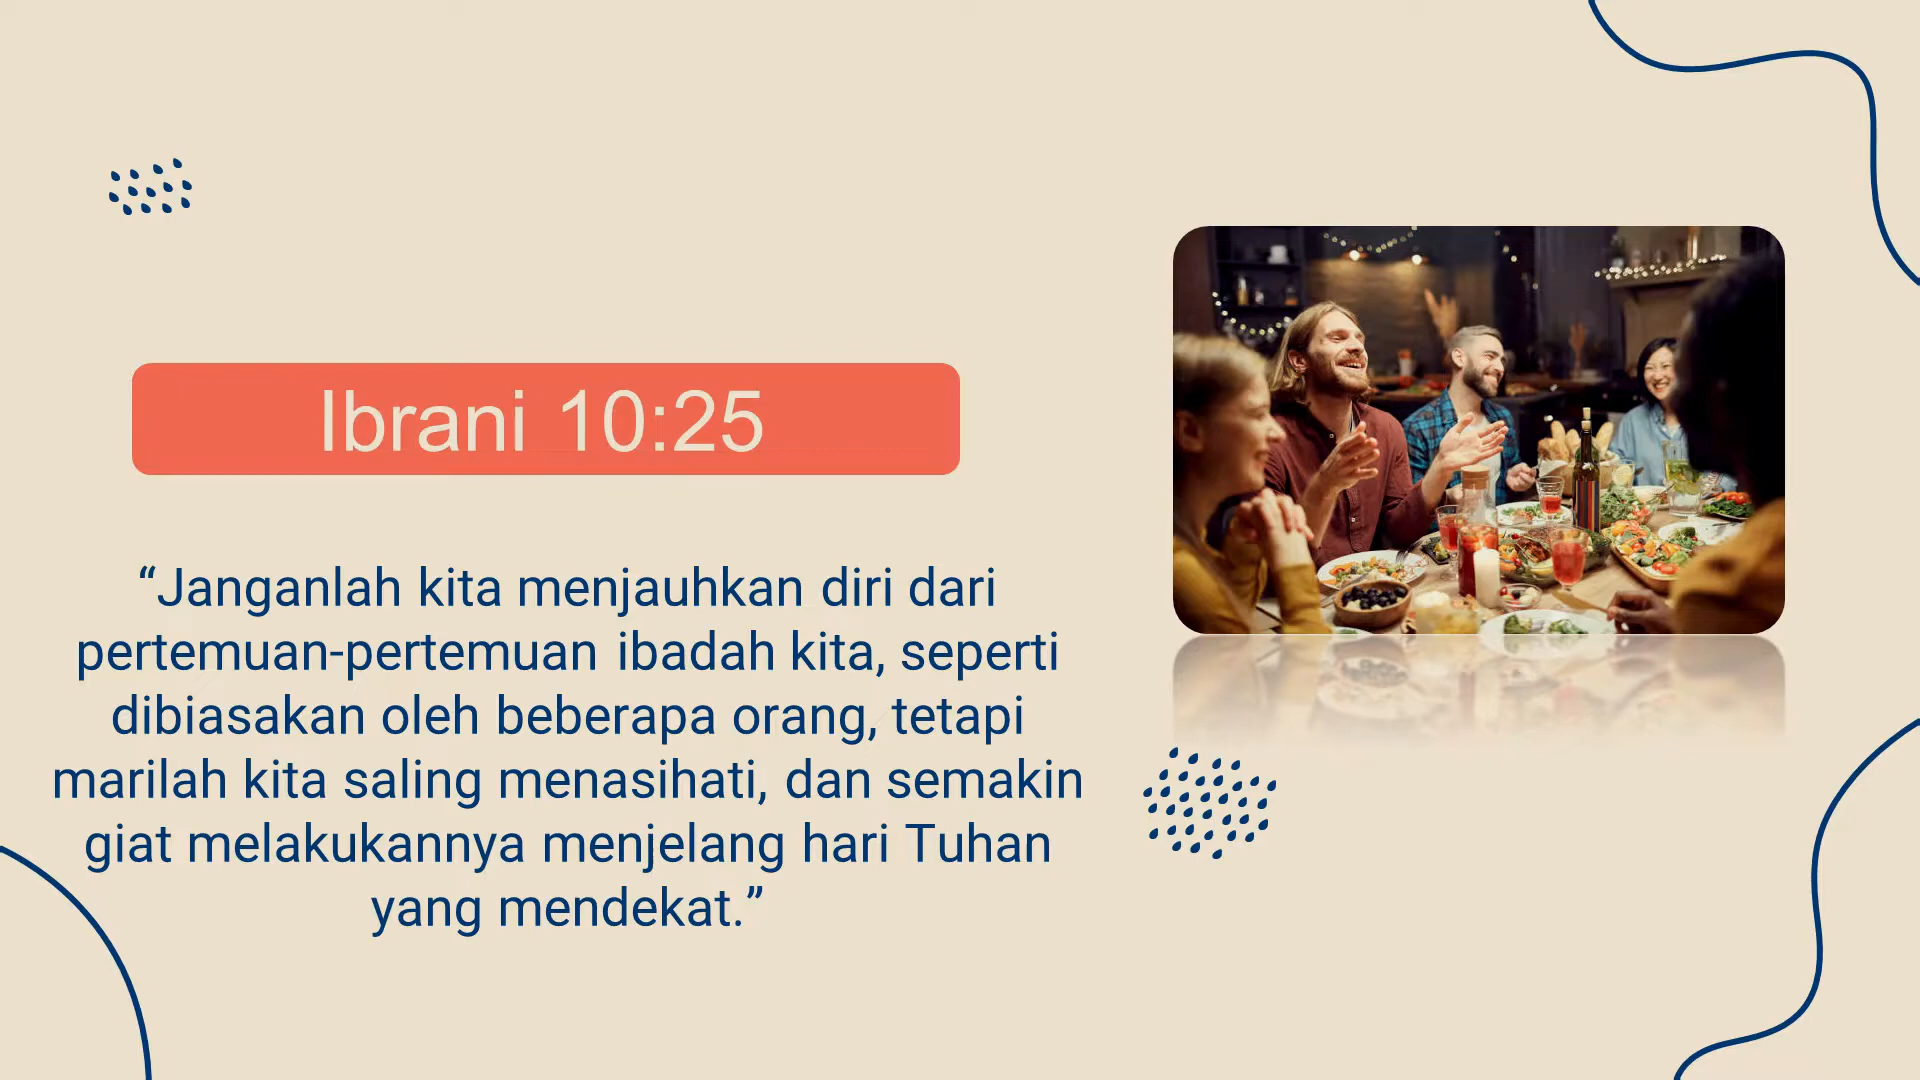 Ibrani 10:25
“Janganlah kita menjauhkan diri dari
pertemuan-pertemuan ibadah kita, seperti
dibiasakan oleh beberapa orang, tetapi
marilah kita saling menasihati, dan semakin
giat melakukannya menjelang hari Tuhan
yang mendekat.”